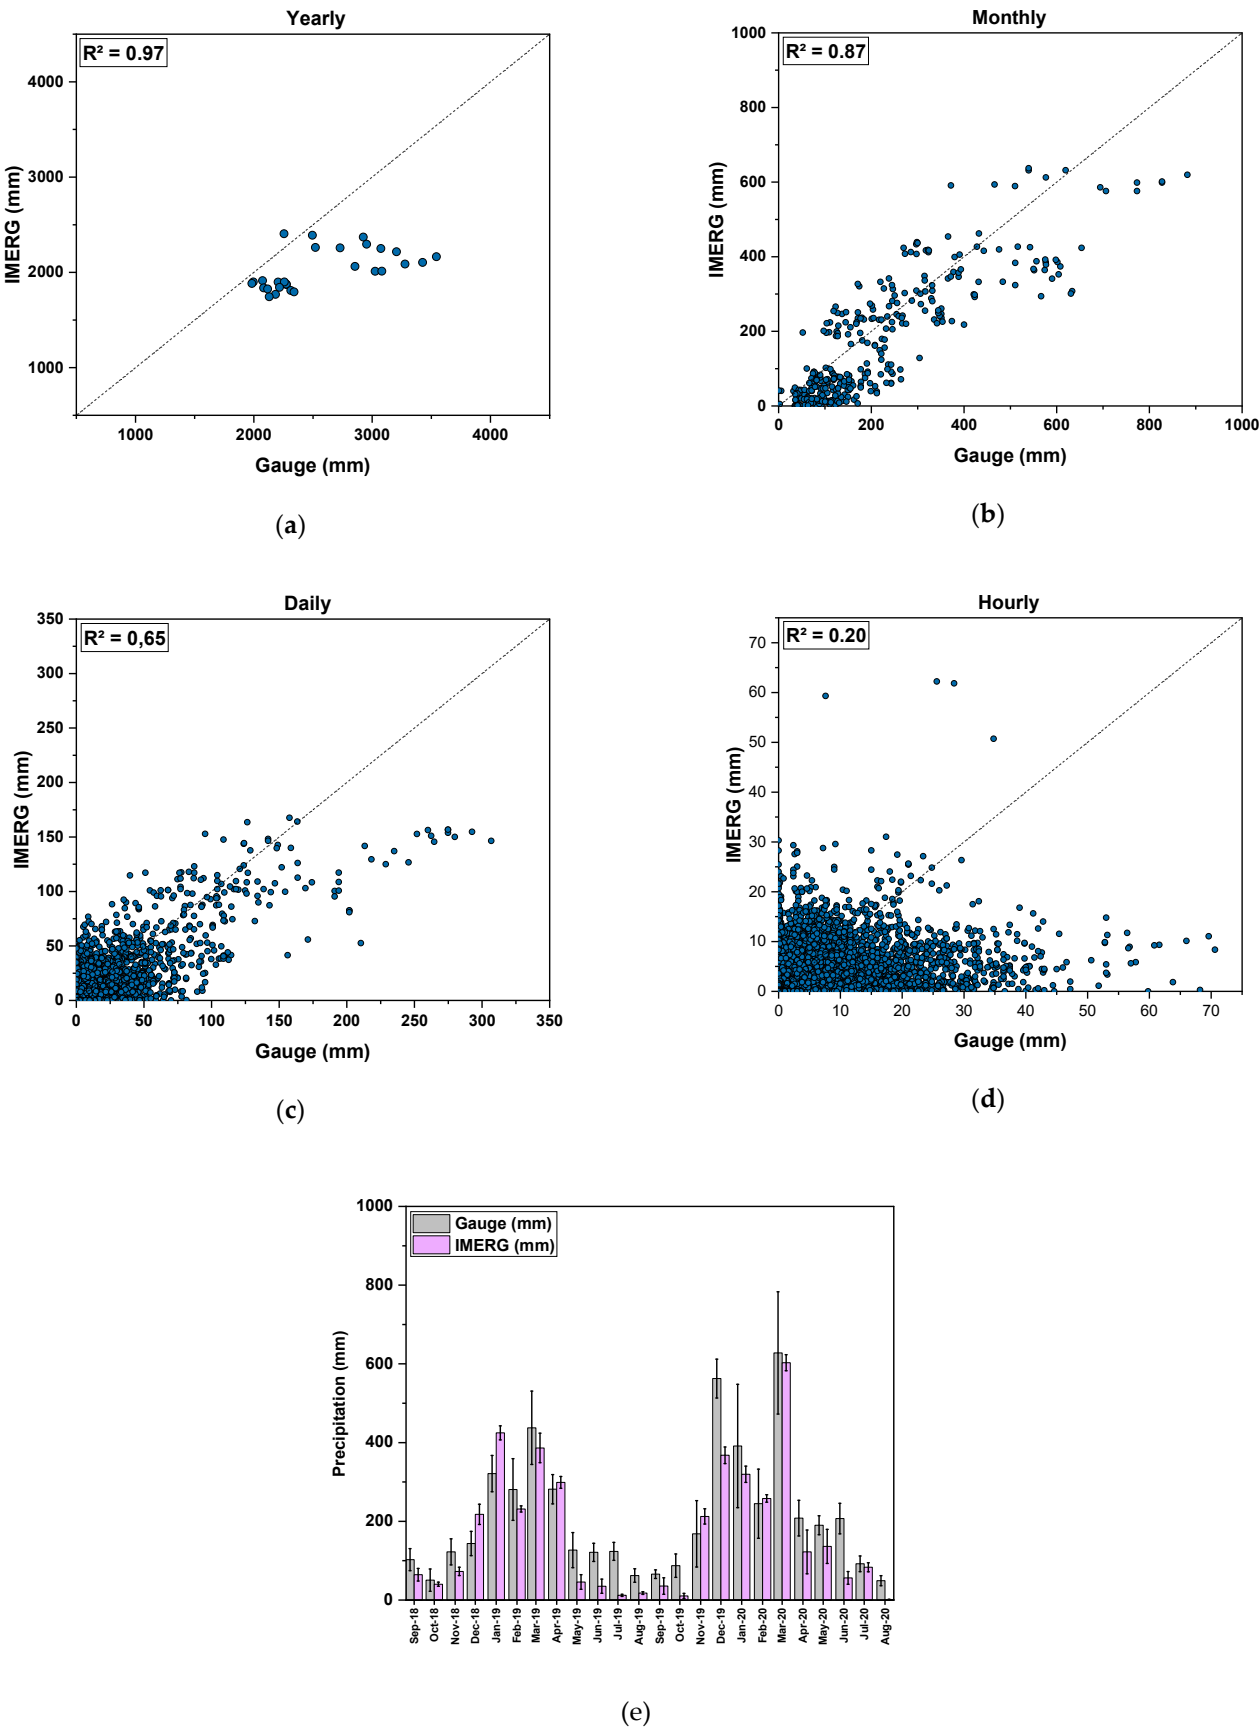 Yearly
R² = 0.97
4000
3000
2000
1000
IMERG (mm)
1000 2000 3000 4000
Gauge (mm)
(a)
Monthly
R² = 0.87
1000
800
600
400
200
0
IMERG (mm)
0 200 400 600 800 1000
Gauge (mm)
(b)
Daily
R² = 0,65
350
300
250
200
150
100
50
0
IMERG (mm)
0 50 100 150 200 250 300 350
Gauge (mm)
(c)
Hourly
R² = 0.20
70
60
50
40
30
20
10
0
IMERG (mm)
0 10 20 30 40 50 60 70
Gauge (mm)
(d)
Gauge (mm)
IMERG (mm)
1000
800
600
400
200
0
Precipitation (mm)
Sep-18 Oct-18 Nov-18 Dec-18 Jan-19 Feb-19 Mar-19 Apr-19 May-19 Jun-19 Jul-19 Aug-19 Sep-19 Oct-19 Nov-19 Dec-19 Jan-20 Feb-20 Mar-20 Apr-20 May-20 Jun-20 Jul-20 Aug-20
(e)